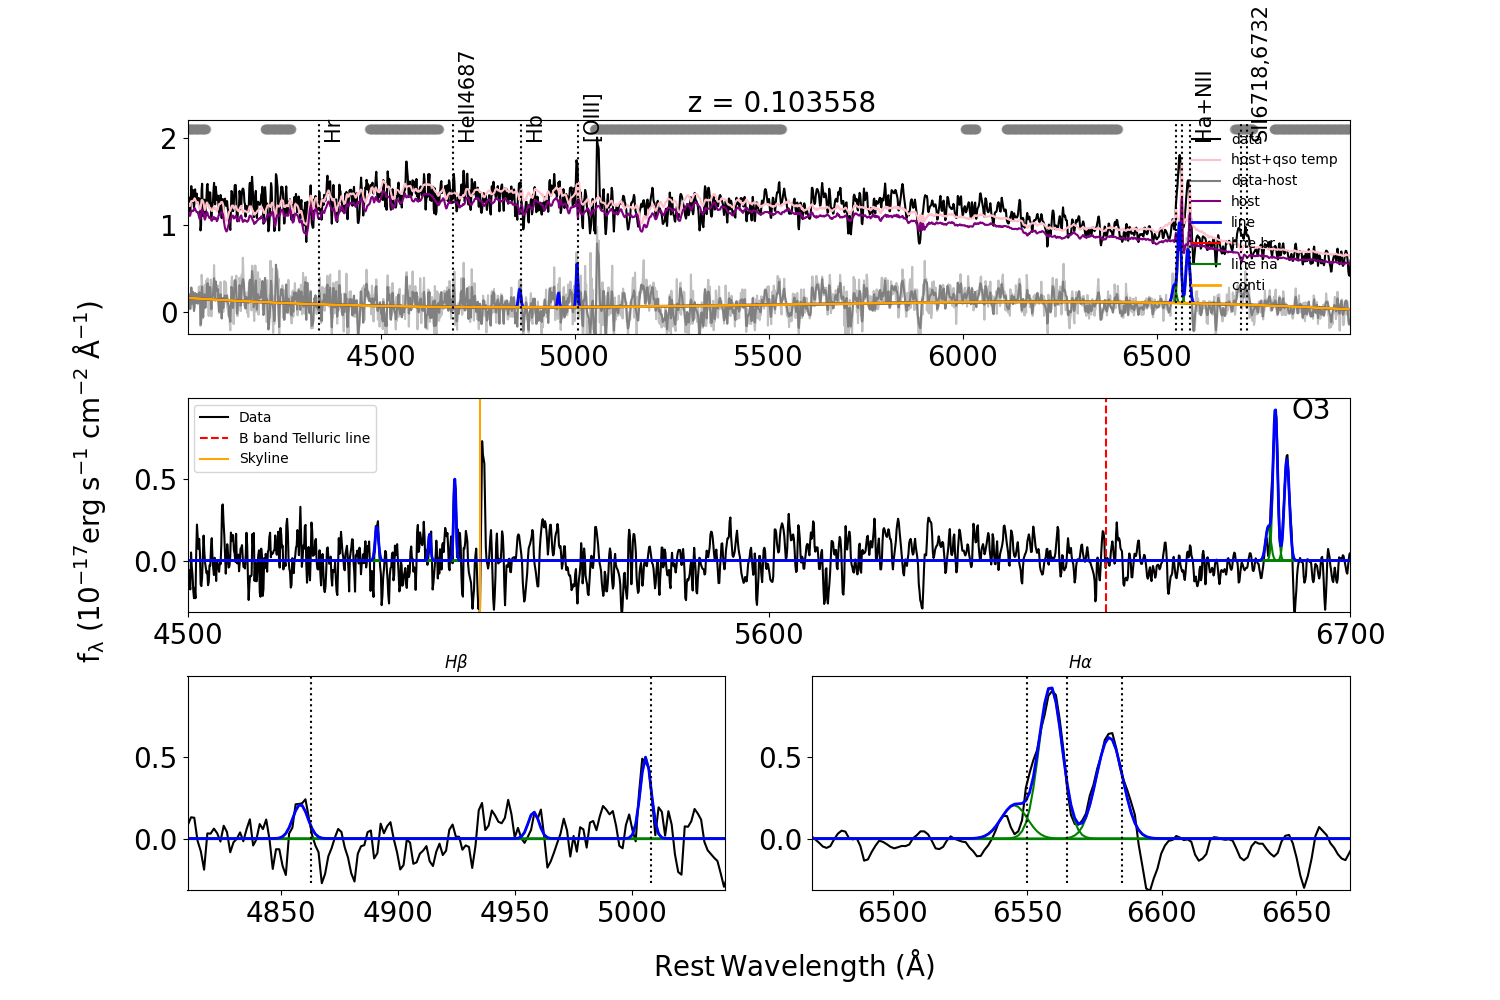 z = 0.103558
Hr
HeII4687
Hb
[OIII]
Ha+NII
SII6718,6732
data
host+qso temp
data-host
host
line
line br
line na
conti
2
1
0
4500
5000
5500
6000
6500
Data
B band Telluric line
Skyline
O3
0.5
0.0
4500
5600
6700
f_λ (10⁻¹⁷erg s⁻¹ cm⁻² Å⁻¹)
Hβ
0.5
0.0
4850
4900
4950
5000
Hα
0.5
0.0
6500
6550
6600
6650
Rest Wavelength (Å)